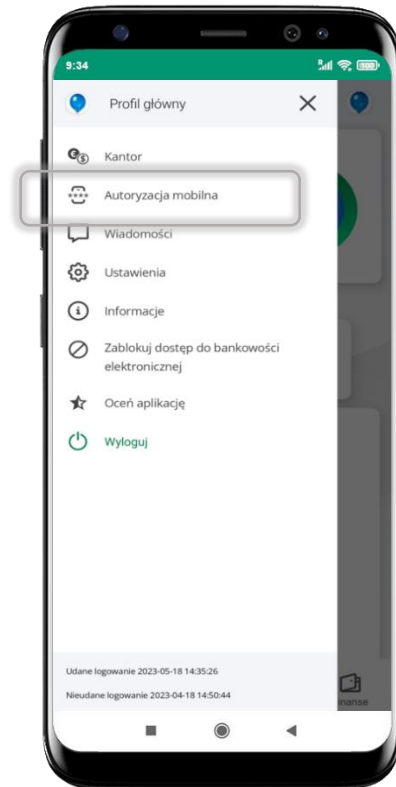 9:34
Profil główny
Kantor
Autoryzacja mobilna
Wiadomości
Ustawienia
Informacje
Zablokuj dostęp do bankowości
elektronicznej
Oceń aplikację
Wyloguj
Udane logowanie 2023-05-18 14:35:26
Nieudane logowanie 2023-04-18 14:50:44